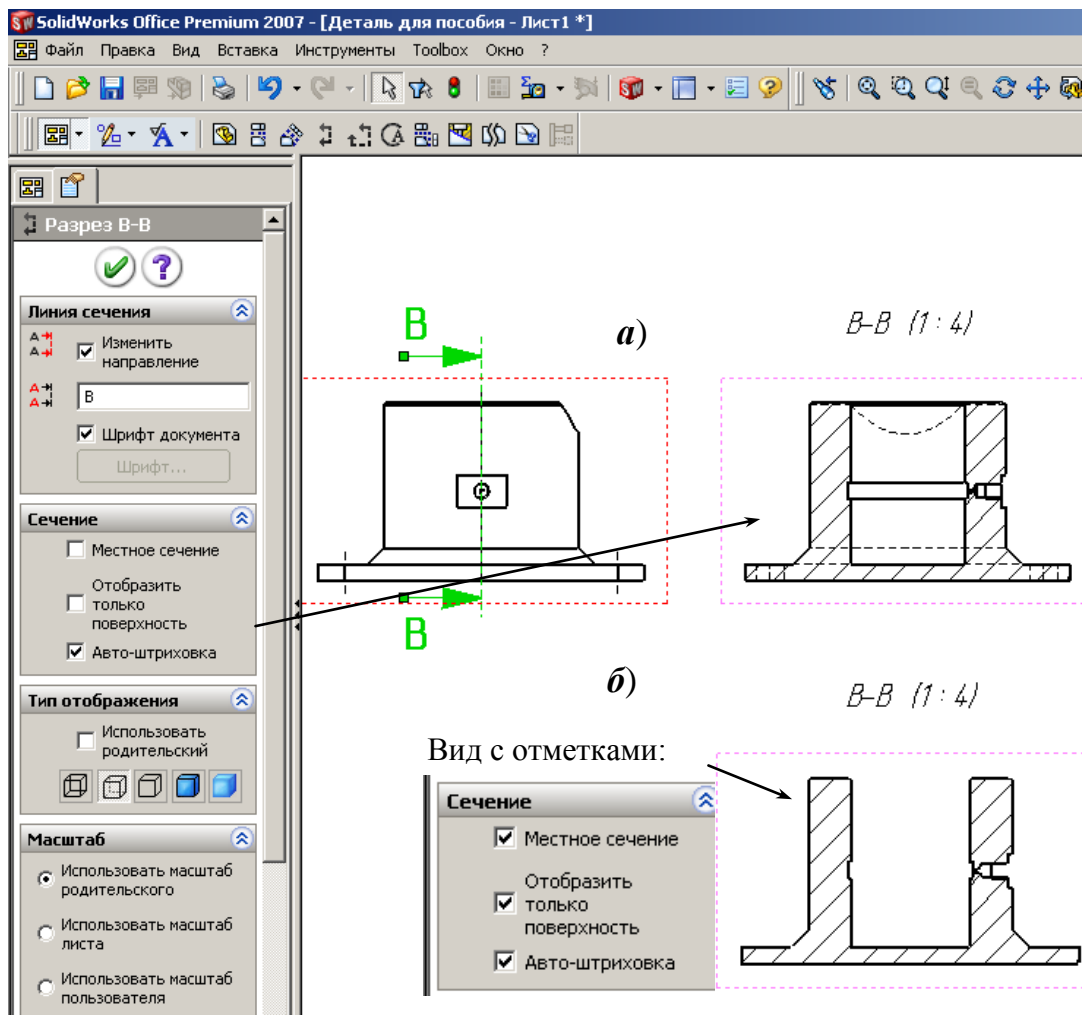 SolidWorks Office Premium 2007 - [Деталь для пособия - Лист1 *]
Файл Правка Вид Вставка Инструменты Toolbox Окно ?
Разрез B-B
Линия сечения
Изменить
направление
B
Шрифт документа
Шрифт...
Сечение
Местное сечение
Отобразить
только
поверхность
Авто-штриховка
Тип отображения
Использовать
родительский
Масштаб
Использовать масштаб
родительского
Использовать масштаб
листа
Использовать масштаб
пользователя
B
а)
B-B (1:4)
B
б)
B-B (1:4)
Вид с отметками:
Сечение
Местное сечение
Отобразить
только
поверхность
Авто-штриховка